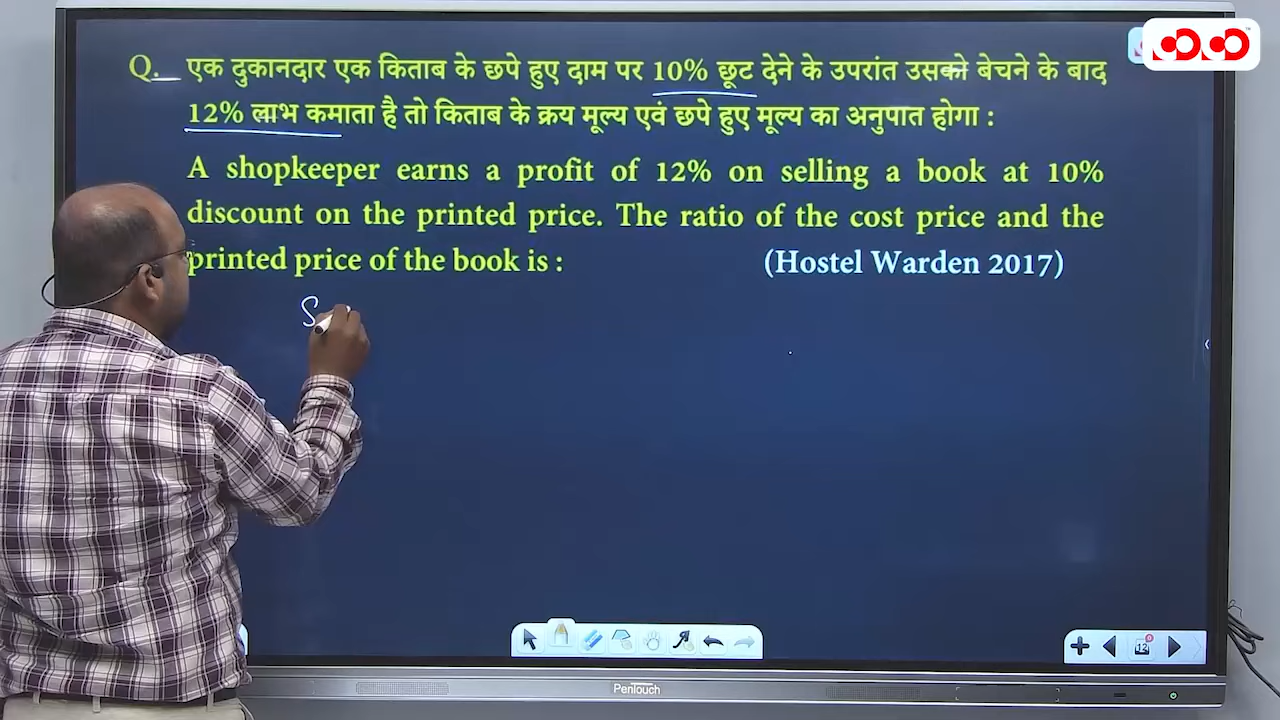 Q. एक दुकानदार एक किताब के छपे हुए दाम पर 10% छूट देने के उपरांत उसको बेचने के बाद
12% लाभ कमाता है तो किताब के क्रय मूल्य एवं छपे हुए मूल्य का अनुपात होगा :
A shopkeeper earns a profit of 12% on selling a book at 10%
discount on the printed price. The ratio of the cost price and the
printed price of the book is :
(Hostel Warden 2017)
S
12
PenTouch